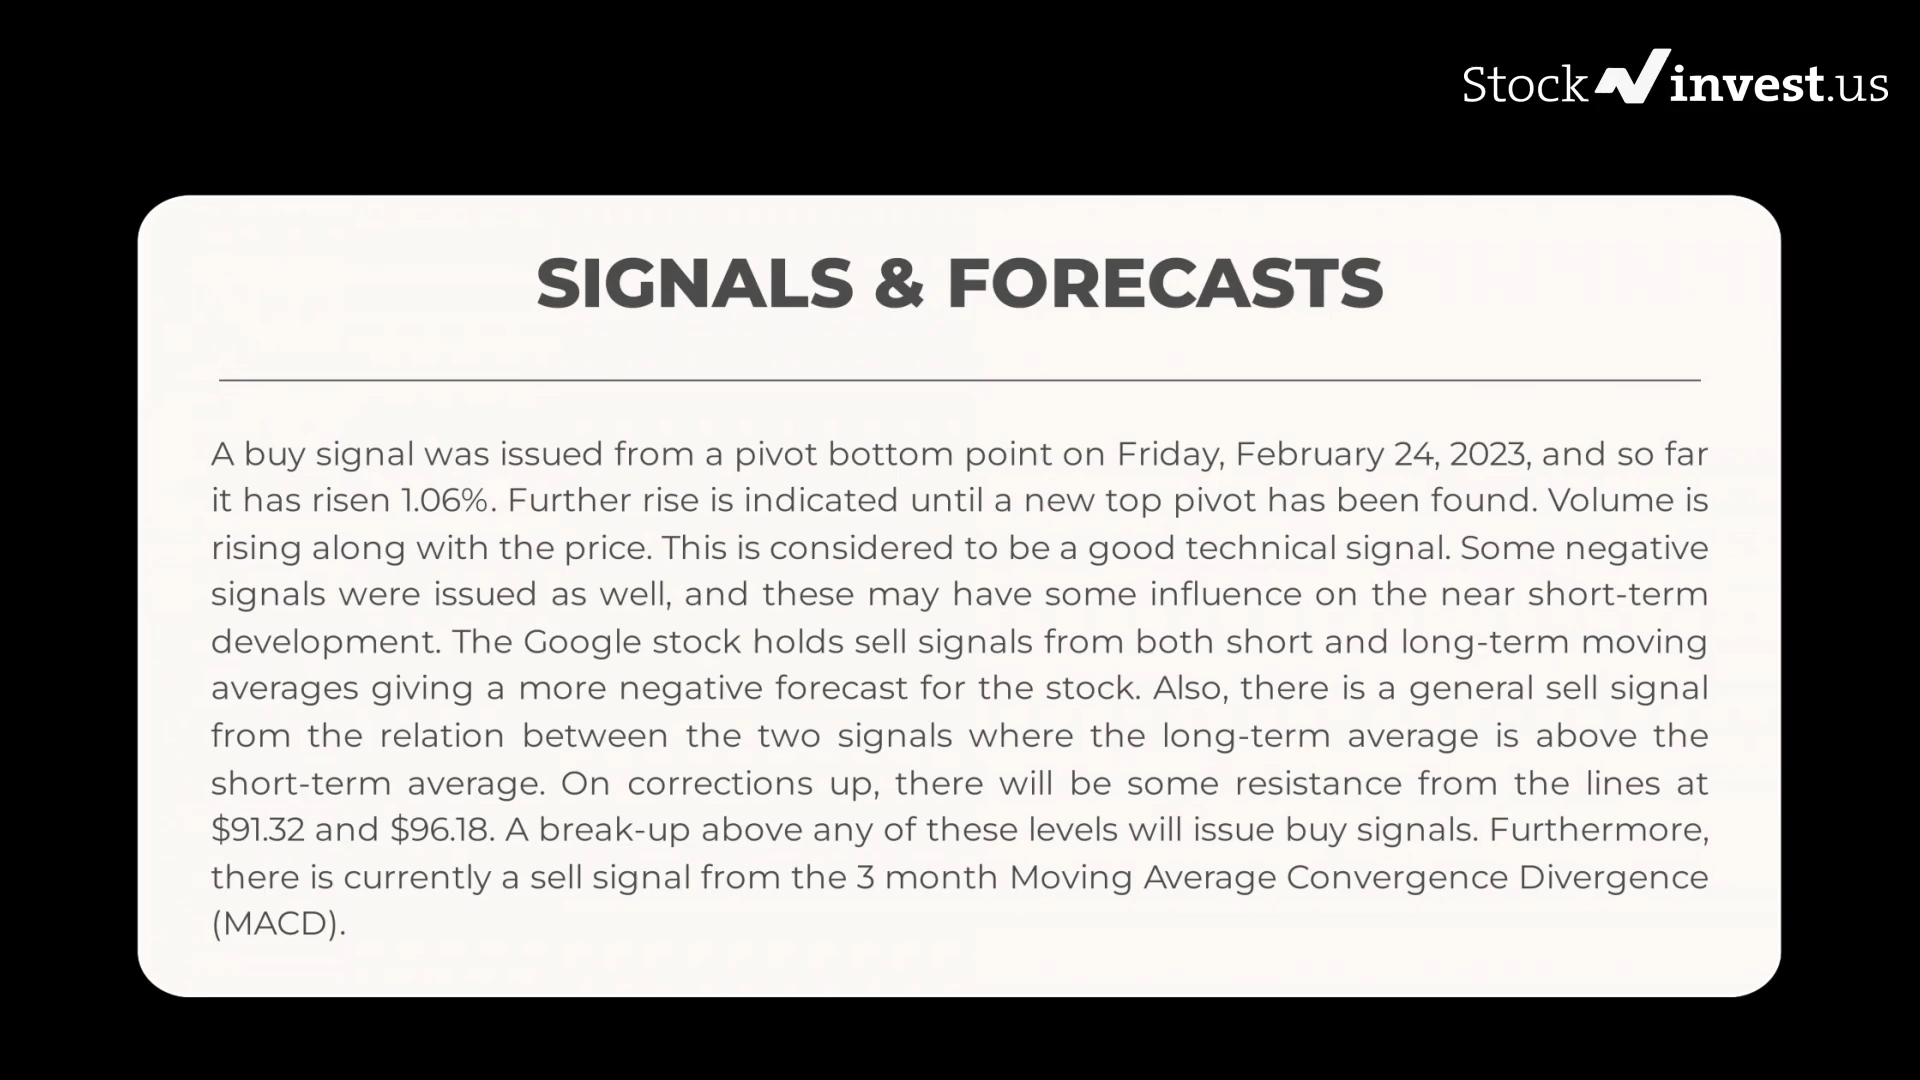 Stock invest.us
SIGNALS & FORECASTS
A buy signal was issued from a pivot bottom point on Friday, February 24, 2023, and so far
it has risen 1.06%. Further rise is indicated until a new top pivot has been found. Volume is
rising along with the price. This is considered to be a good technical signal. Some negative
signals were issued as well, and these may have some influence on the near short-term
development. The Google stock holds sell signals from both short and long-term moving
averages giving a more negative forecast for the stock. Also, there is a general sell signal
from the relation between the two signals where the long-term average is above the
short-term average. On corrections up, there will be some resistance from the lines at
$91.32 and $96.18. A break-up above any of these levels will issue buy signals. Furthermore,
there is currently a sell signal from the 3 month Moving Average Convergence Divergence
(MACD).